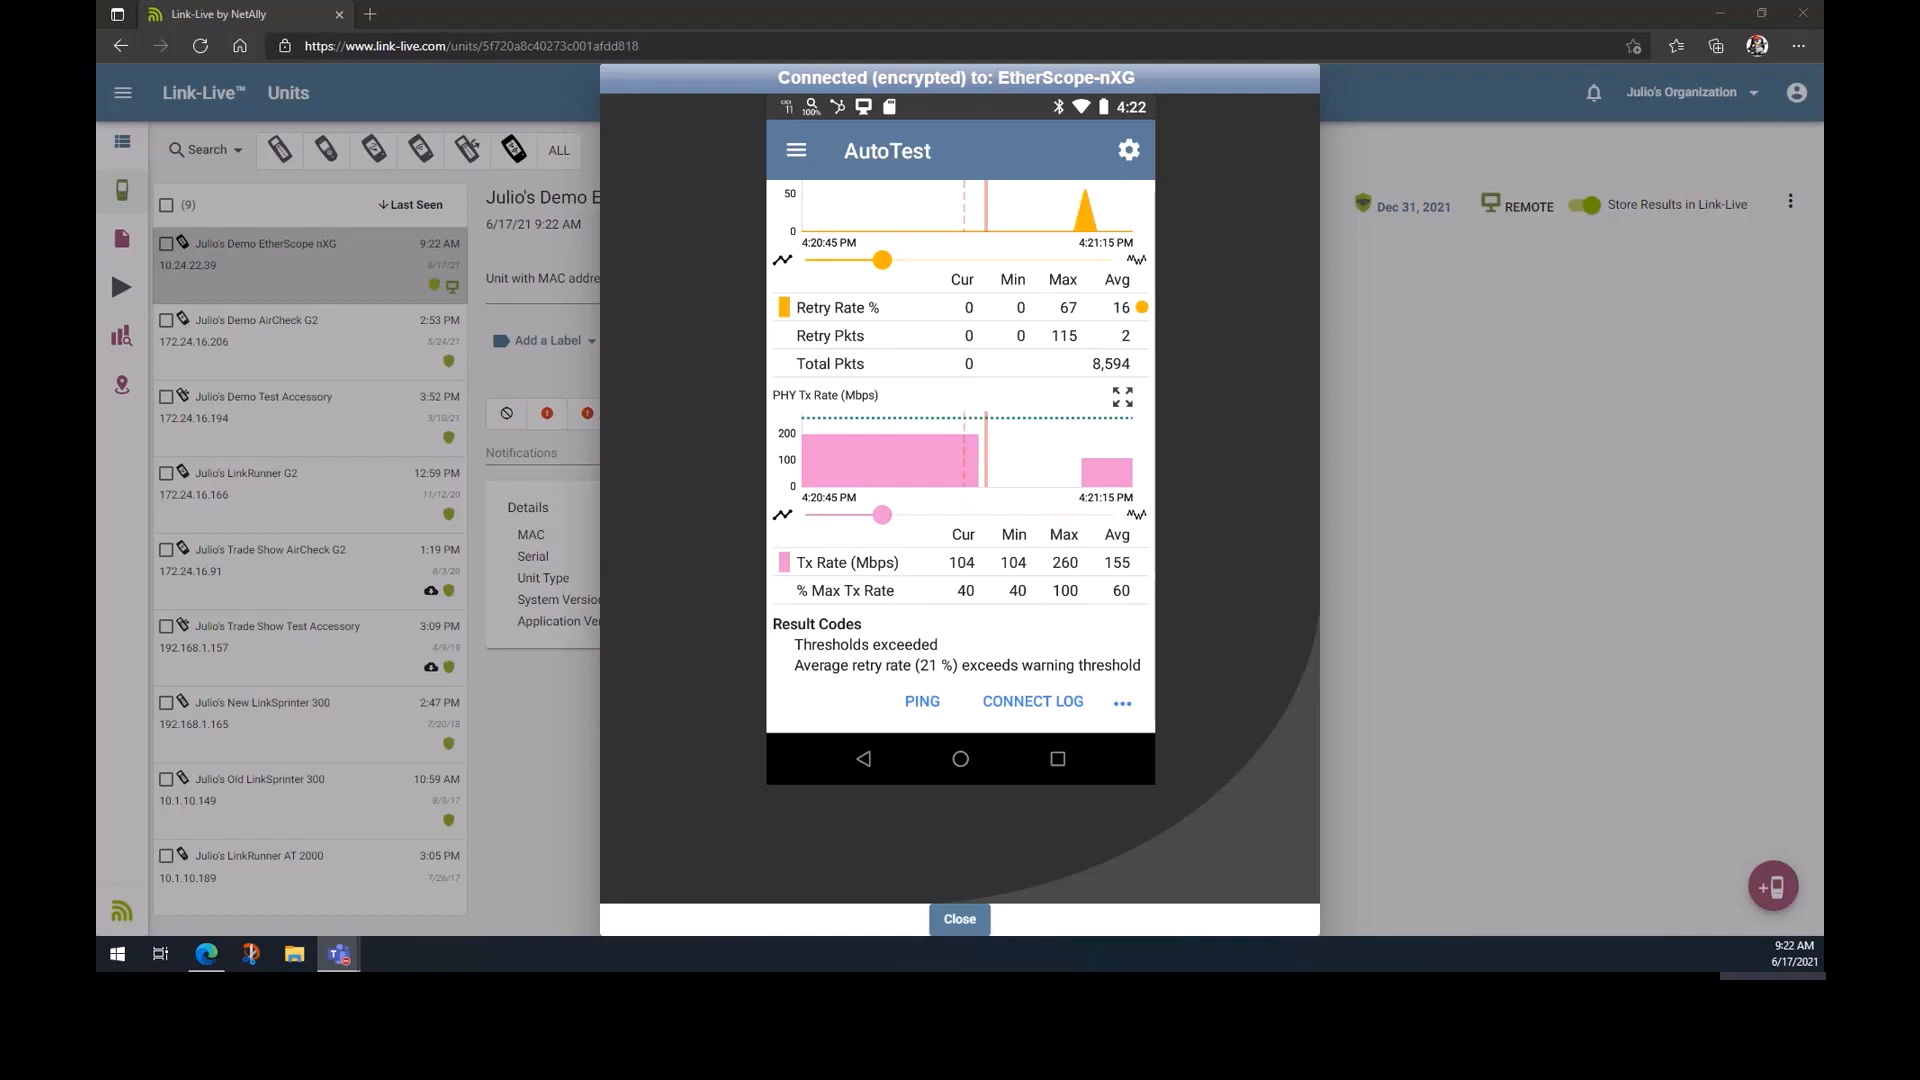 Link-Live by NetAlly
https://www.link-live.com/units/5f720a8c40273c001afdd818
Link-Live™ Units
Julio's Organization
Search
ALL
(9)
Last Seen
Julio's Demo EtherScope nXG 9:22 AM
10.24.22.39 6/17/21
Julio's Demo AirCheck G2 2:53 PM
172.24.16.206 5/24/21
Julio's Demo Test Accessory 3:52 PM
172.24.16.194 3/10/21
Julio's LinkRunner G2 12:59 PM
172.24.16.166 11/12/20
Julio's Trade Show AirCheck G2 1:19 PM
172.24.16.91 8/3/20
Julio's Trade Show Test Accessory 3:09 PM
192.168.1.157 4/9/19
Julio's New LinkSprinter 300 2:47 PM
192.168.1.165 7/20/18
Julio's Old LinkSprinter 300 10:59 AM
10.1.10.149 8/9/17
Julio's LinkRunner AT 2000 3:05 PM
10.1.10.189 7/26/17
Julio's Demo E
6/17/21 9:22 AM
Unit with MAC addre
Add a Label
Notifications
Details
MAC
Serial
Unit Type
System Versio
Application Ve
Connected (encrypted) to: EtherScope-nXG
11 100% 4:22
AutoTest
50
0
4:20:45 PM 4:21:15 PM
Cur Min Max Avg
Retry Rate % 0 0 67 16
Retry Pkts 0 0 115 2
Total Pkts 0 8,594
PHY Tx Rate (Mbps)
200
100
0
4:20:45 PM 4:21:15 PM
Cur Min Max Avg
Tx Rate (Mbps) 104 104 260 155
% Max Tx Rate 40 40 100 60
Result Codes
Thresholds exceeded
Average retry rate (21 %) exceeds warning threshold
PING CONNECT LOG
Close
Dec 31, 2021
REMOTE
Store Results in Link-Live
9:22 AM
6/17/2021